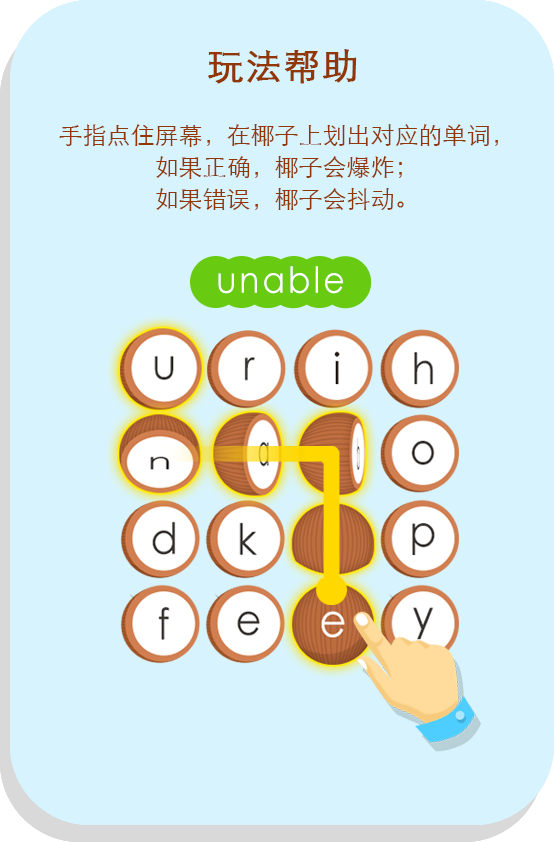 玩法帮助
手指点住屏幕，在椰子上划出对应的单词，
如果正确，椰子会爆炸；
如果错误，椰子会抖动。
unable
u r i h
n a b o
d k p
f e e y